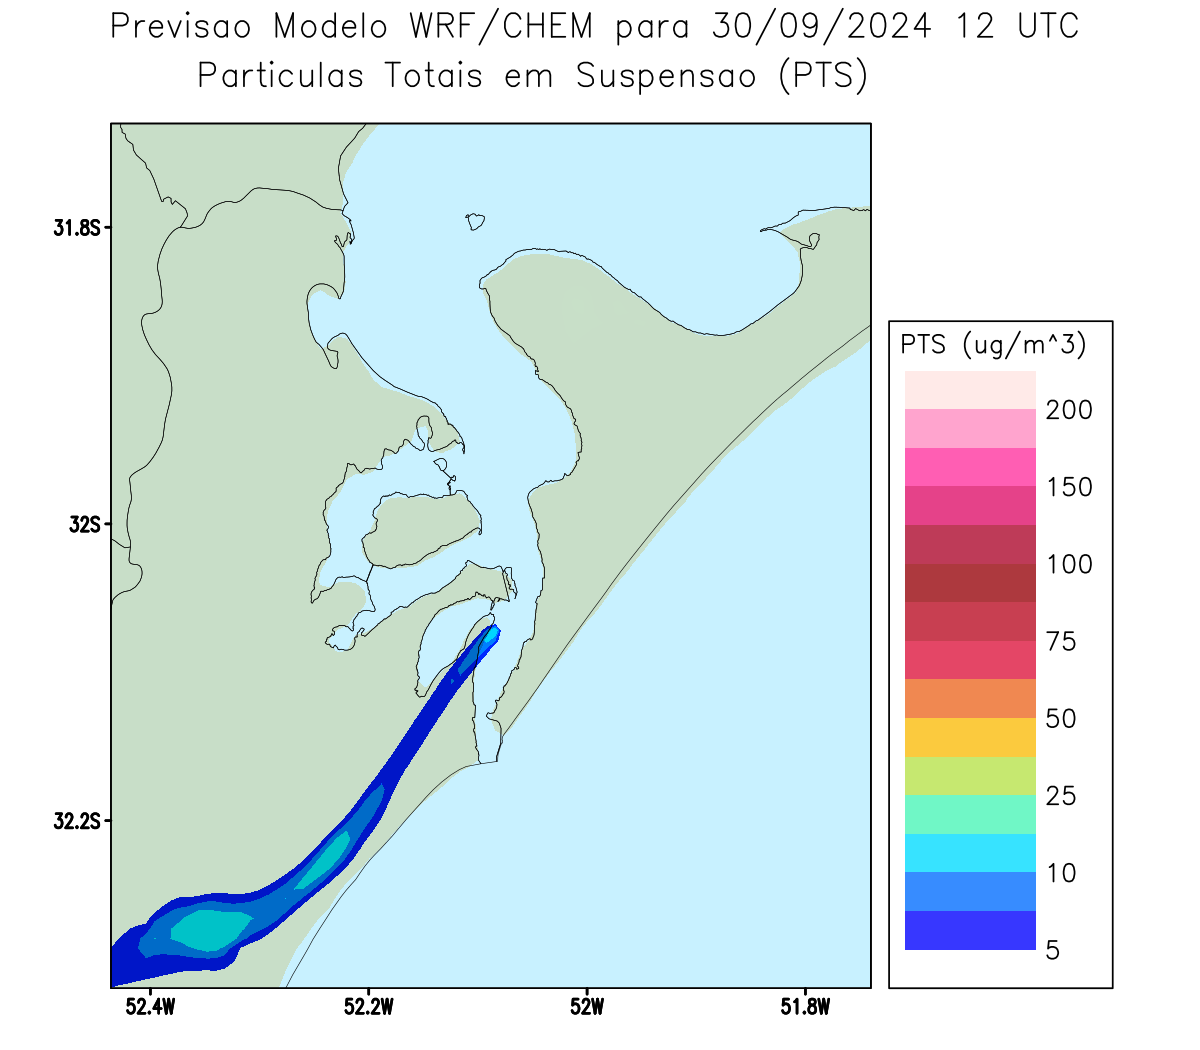 Previsao Modelo WRF/CHEM para 30/09/2024 12 UTC
Particulas Totais em Suspensao (PTS)
31.8S
32S
32.2S
52.4W
52.2W
52W
51.8W
PTS (ug/m^3)
200
150
100
75
50
25
10
5